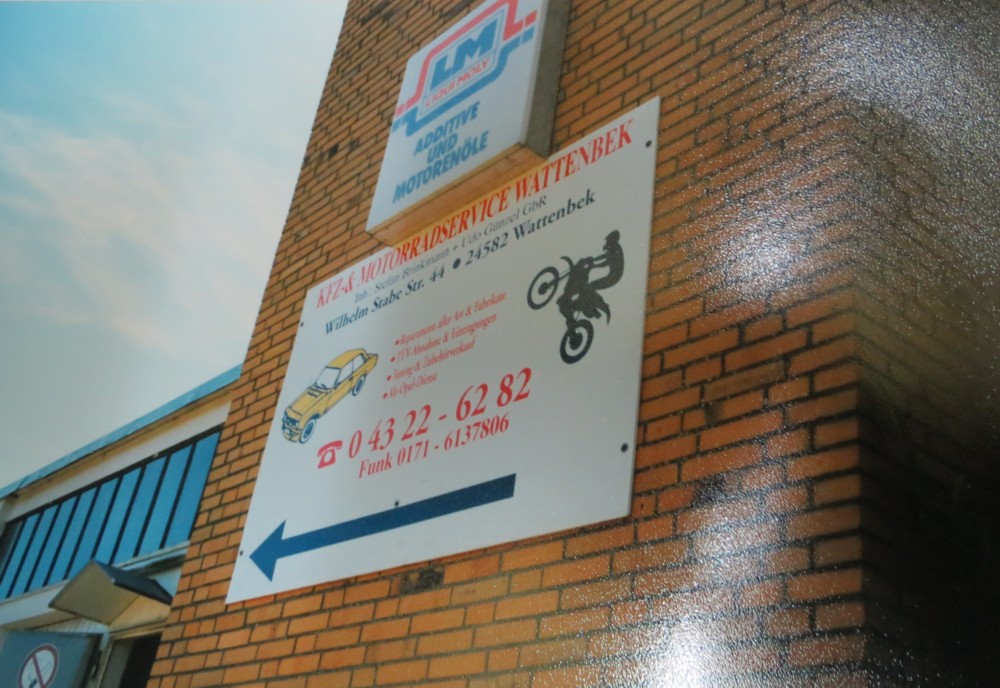 LM
LIQUI MOLY
ADDITIVE
UND
MOTORENÖLE
KFZ-& MOTORRADSERVICE WATTENBEK
Inh. Stefan Brinkmann + Udo Günzel GbR
Wilhelm Stabe Str. 44 • 24582 Wattenbek
• Reparaturen aller Art & Fabrikate
• TÜV-Abnahme & Eintragungen
• Tuning & Zubehörverkauf
• Alt-Opel-Dienste
☎ 0 43 22 - 62 82
Funk 0171 - 6137806